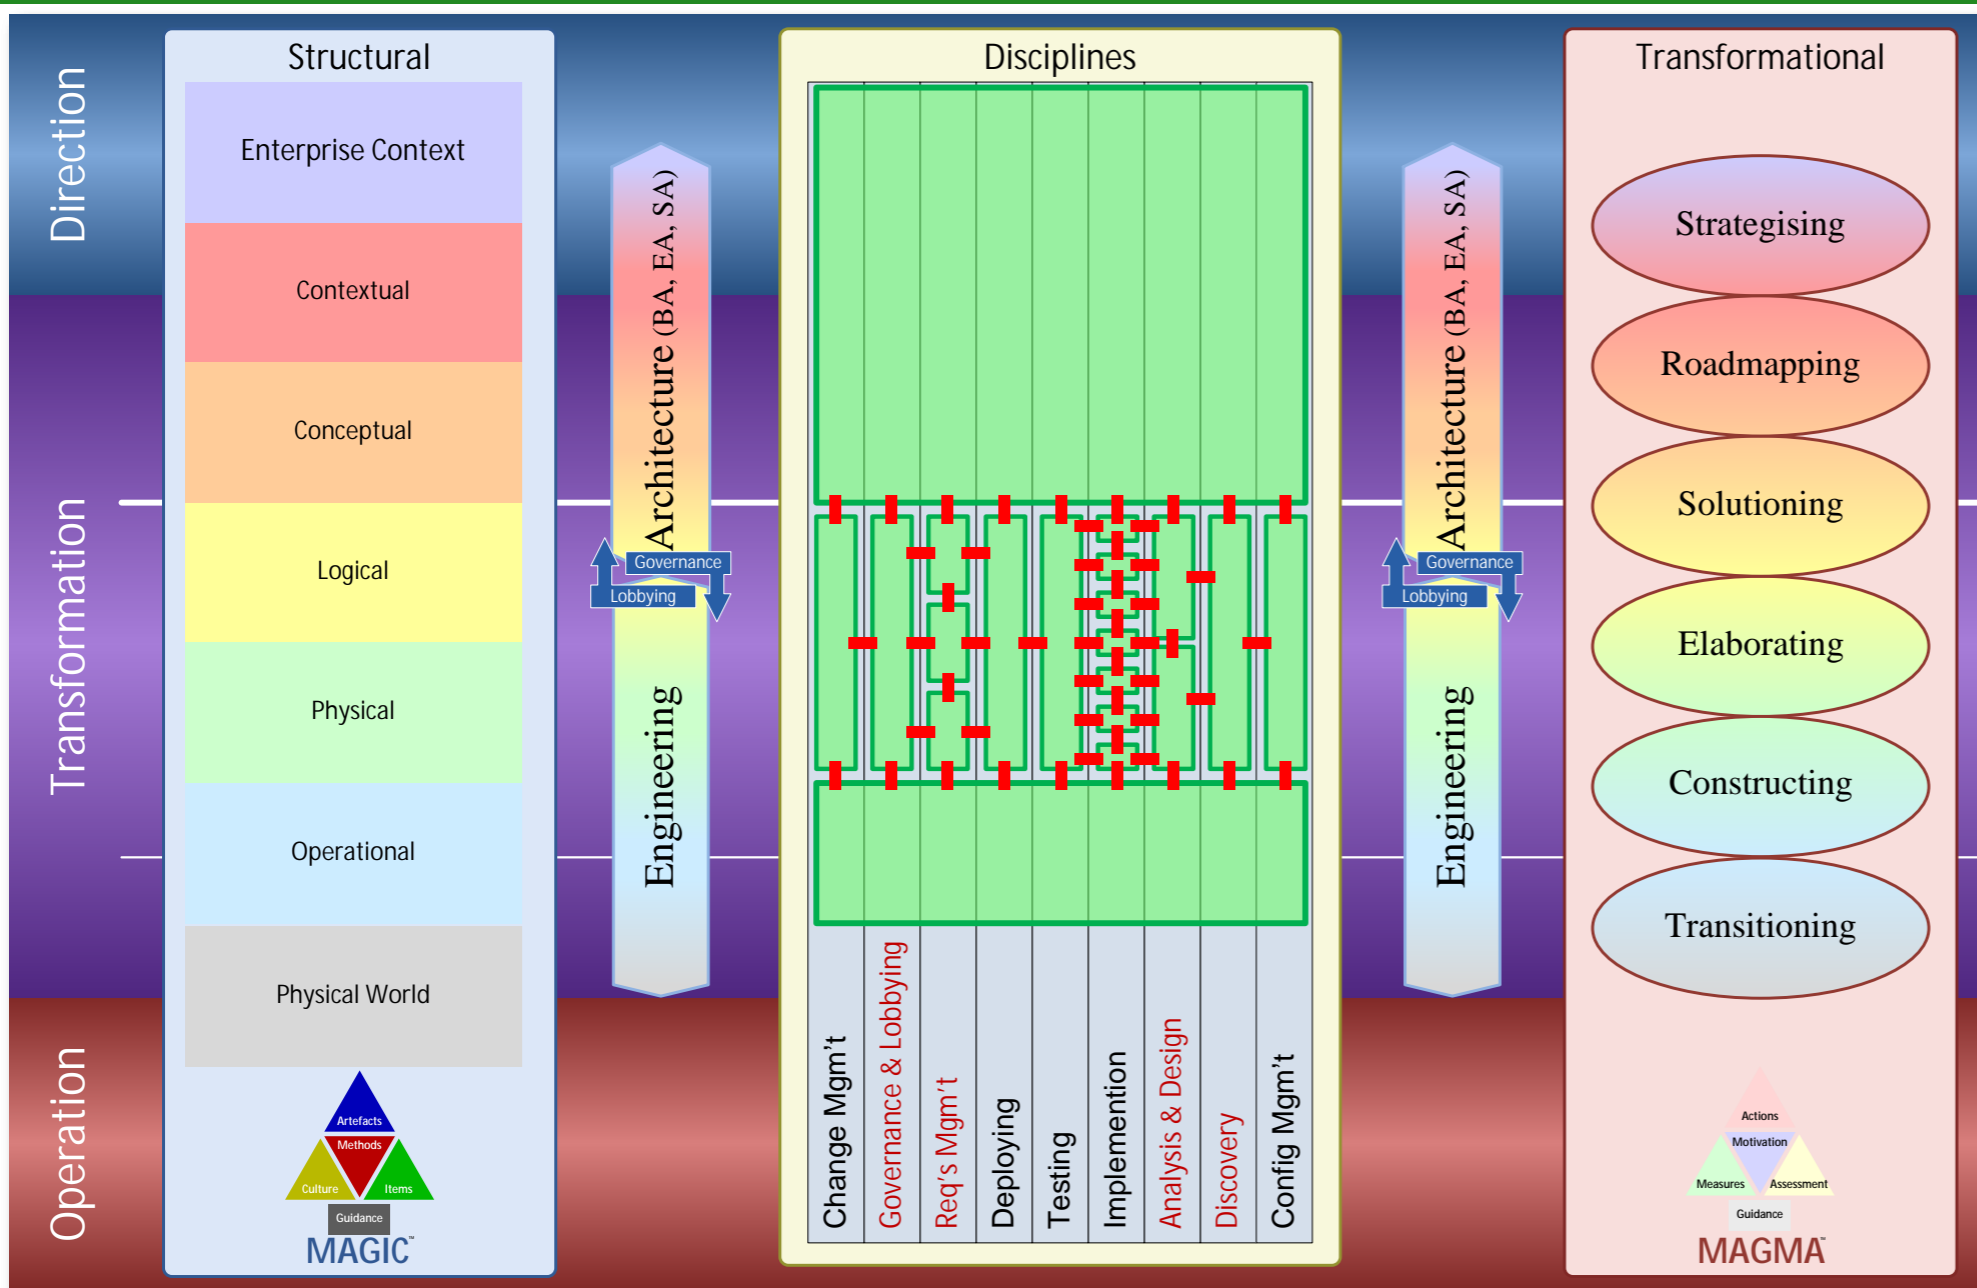 Direction
Transformation
Operation
Structural
Enterprise Context
Contextual
Conceptual
Logical
Physical
Operational
Physical World
Artefacts
Methods
Culture
Items
Guidance
MAGIC™
Architecture (BA, EA, SA)
Governance
Lobbying
Engineering
Disciplines
Change Mgm't
Governance & Lobbying
Req's Mgm't
Deploying
Testing
Implemention
Analysis & Design
Discovery
Config Mgm't
Architecture (BA, EA, SA)
Governance
Lobbying
Engineering
Transformational
Strategising
Roadmapping
Solutioning
Elaborating
Constructing
Transitioning
Actions
Motivation
Measures
Assessment
Guidance
MAGMA™